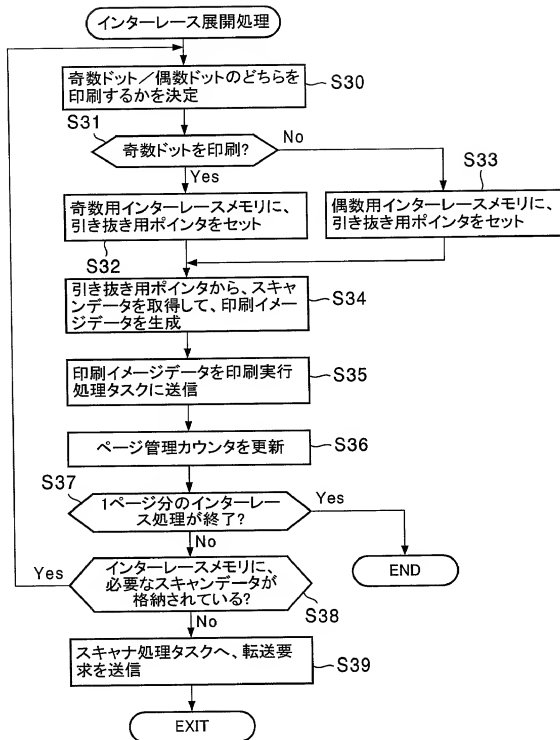 インターレース展開処理
奇数ドット／偶数ドットのどちらを
印刷するかを決定
S30
S31
奇数ドットを印刷?
No
Yes
S33
奇数用インターレースメモリに、
引き抜き用ポインタをセット
S32
偶数用インターレースメモリに、
引き抜き用ポインタをセット
引き抜き用ポインタから、スキャ
ンデータを取得して、印刷イメー
ジデータを生成
S34
印刷イメージデータを印刷実行
処理タスクに送信
S35
ページ管理カウンタを更新
S36
S37
1ページ分のインターレー
ス処理が終了?
Yes
No
END
Yes
インターレースメモリに、
必要なスキャンデータが
格納されている?
S38
No
スキャナ処理タスクへ、転送要
求を送信
S39
EXIT